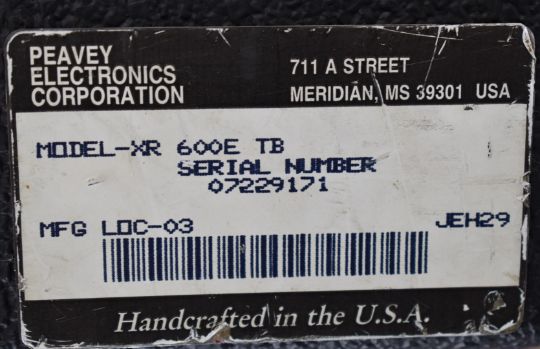 PEAVEY
ELECTRONICS
CORPORATION
711 A STREET
MERIDIAN, MS 39301 USA
MODEL-XR 600E TB
SERIAL NUMBER
07229171
MFG LOC-03
JEH29
Handcrafted in the U.S.A.